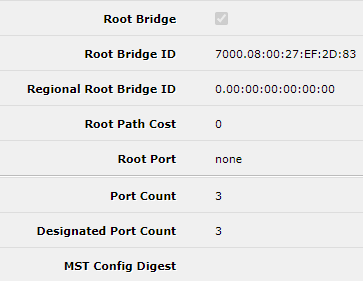 Root Bridge
Root Bridge ID 7000.08:00:27:EF:2D:83
Regional Root Bridge ID 0.00:00:00:00:00:00
Root Path Cost 0
Root Port none
Port Count 3
Designated Port Count 3
MST Config Digest